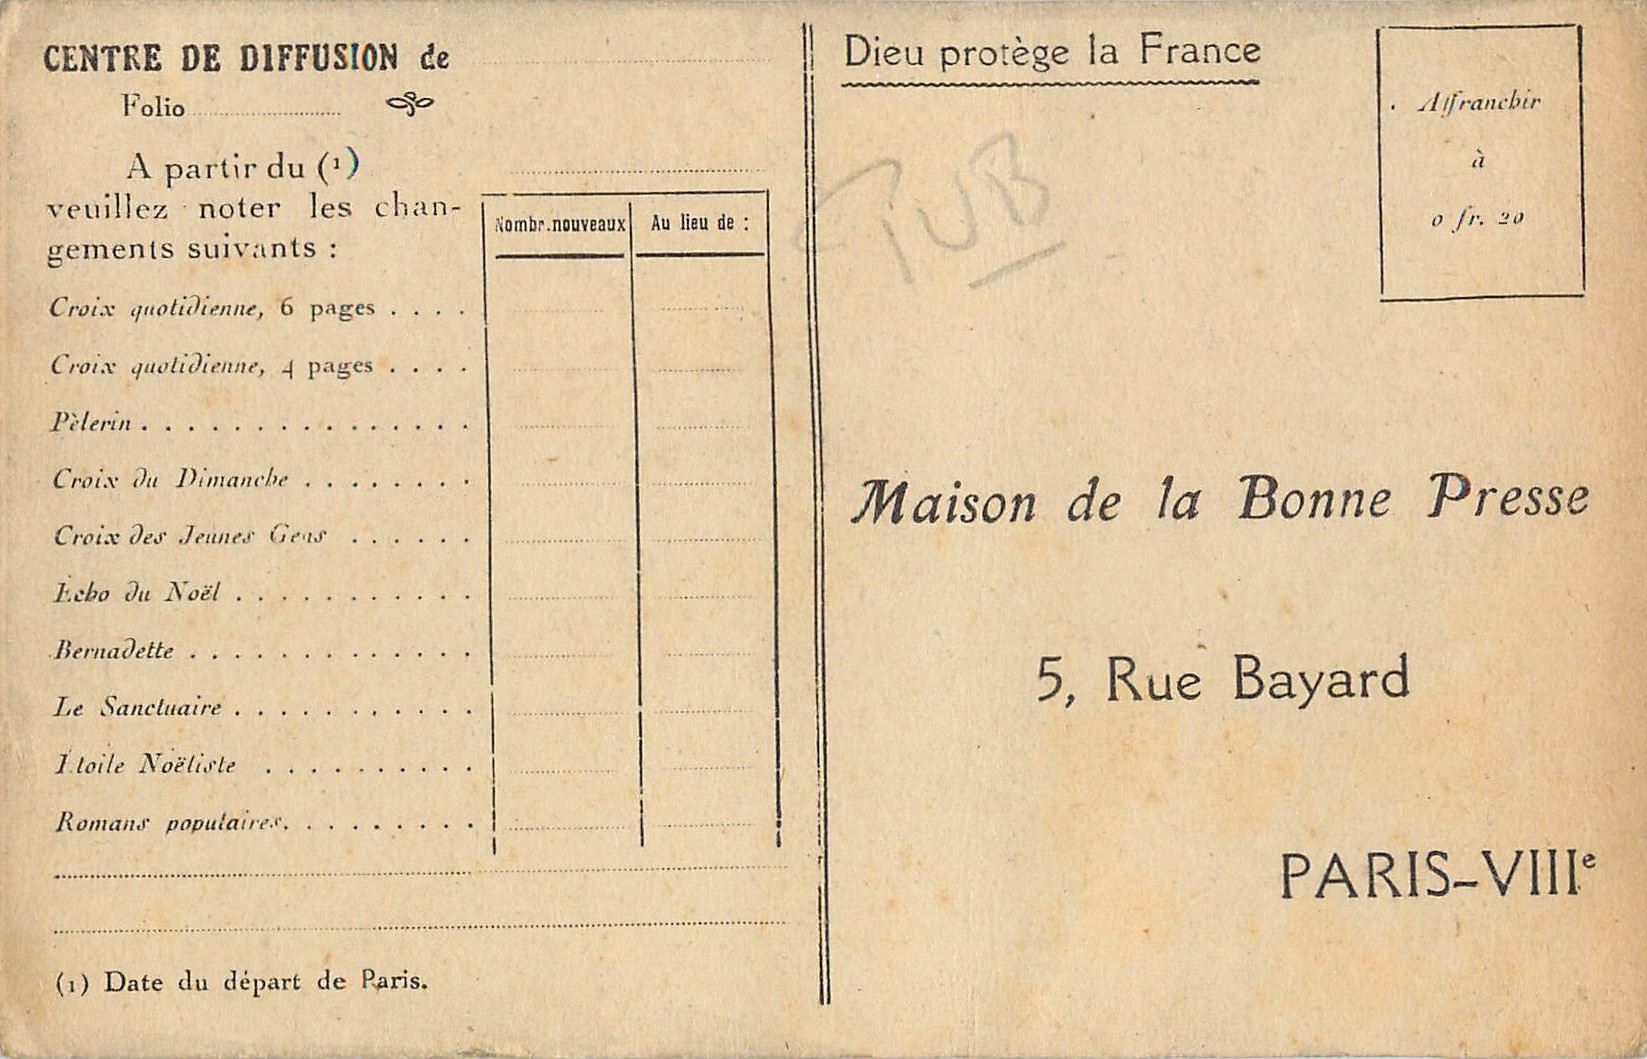 CENTRE DE DIFFUSION de
Folio
A partir du (1)
veuillez noter les chan-
gements suivants :
Nombr. nouveaux
Au lieu de :
Croix quotidienne, 6 pages . . . .
Croix quotidienne, 4 pages . . . .
Pèlerin . . . . . . . . . . . . . . .
Croix du Dimanche . . . . . . . .
Croix des Jeunes Gens . . . . . .
Echo du Noël . . . . . . . . . . .
Bernadette . . . . . . . . . . . . .
Le Sanctuaire . . . . . . . . . . .
Etoile Noëliste . . . . . . . . . .
Romans populaires. . . . . . . . .
(1) Date du départ de Paris.
Dieu protège la France
Affranchir
à
0 fr. 20
PUB
Maison de la Bonne Presse
5, Rue Bayard
PARIS-VIIIe